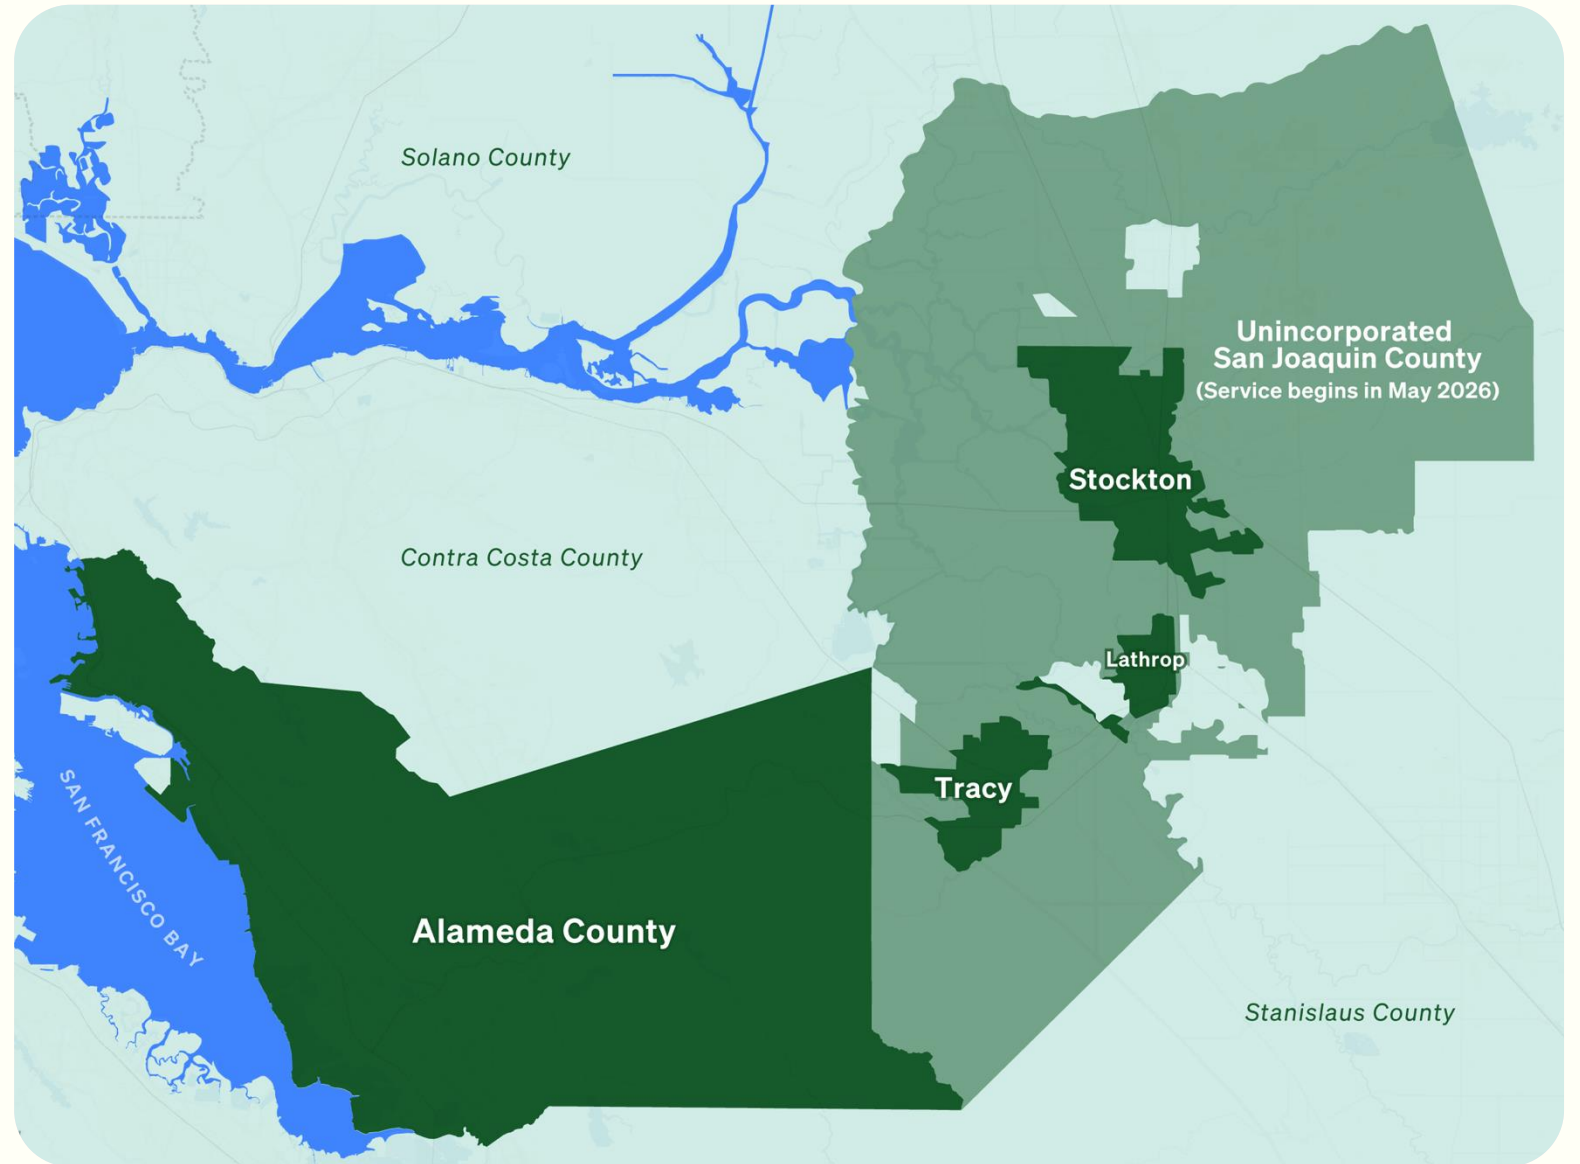 Solano County
Unincorporated
San Joaquin County
(Service begins in May 2026)
Stockton
Contra Costa County
Lathrop
Tracy
SAN FRANCISCO BAY
Alameda County
Stanislaus County